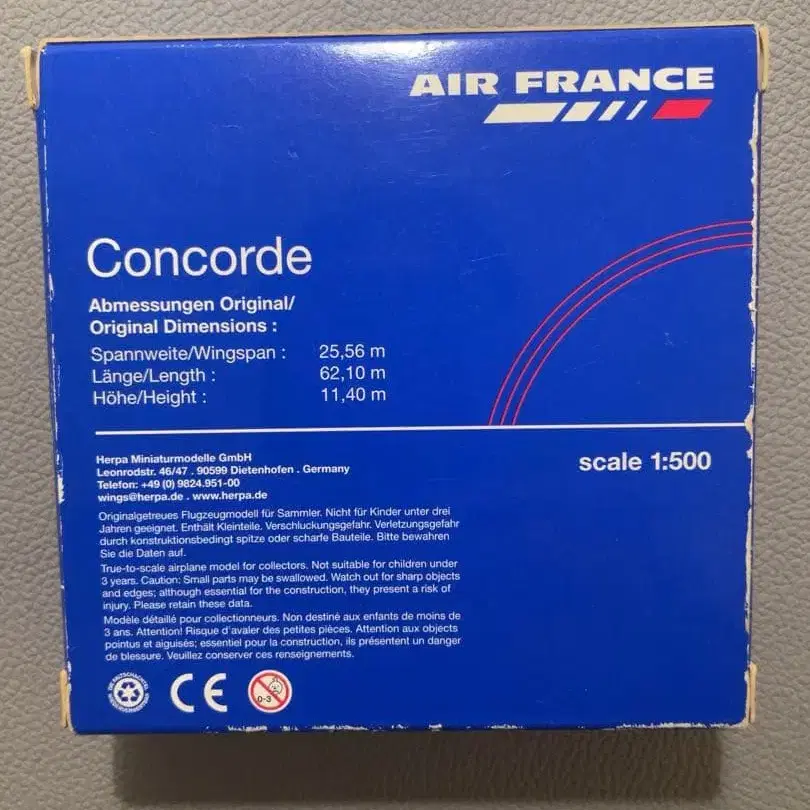 AIR FRANCE
Concorde
Abmessungen Original/
Original Dimensions :
Spannweite/Wingspan : 25,56 m
Länge/Length : 62,10 m
Höhe/Height : 11,40 m
Herpa Miniaturmodelle GmbH
Leonrodstr. 46/47 . 90599 Dietenhofen . Germany
Telefon: +49 (0) 9824.951-00
wings@herpa.de . www.herpa.de
scale 1:500
Originalgetreues Flugzeugmodell für Sammler. Nicht für Kinder unter drei
Jahren geeignet. Enthält Kleinteile. Verschluckungsgefahr. Verletzungsgefahr
durch konstruktionsbedingt spitze oder scharfe Bauteile. Bitte bewahren
Sie die Daten auf.
True-to-scale airplane model for collectors. Not suitable for children under
3 years. Caution: Small parts may be swallowed. Watch out for sharp objects
and edges; although essential for the construction, they present a risk of
injury. Please retain these data.
Modèle détaillé pour collectionneurs. Non destiné aux enfants de moins de
3 ans. Attention! Risque d'avaler des petites pièces. Attention aux objects
pointus et aiguisés; essentiel pour la construction, ils présentent un danger
de blessure. Veuillez conserver ces renseignements.
CE
0-3